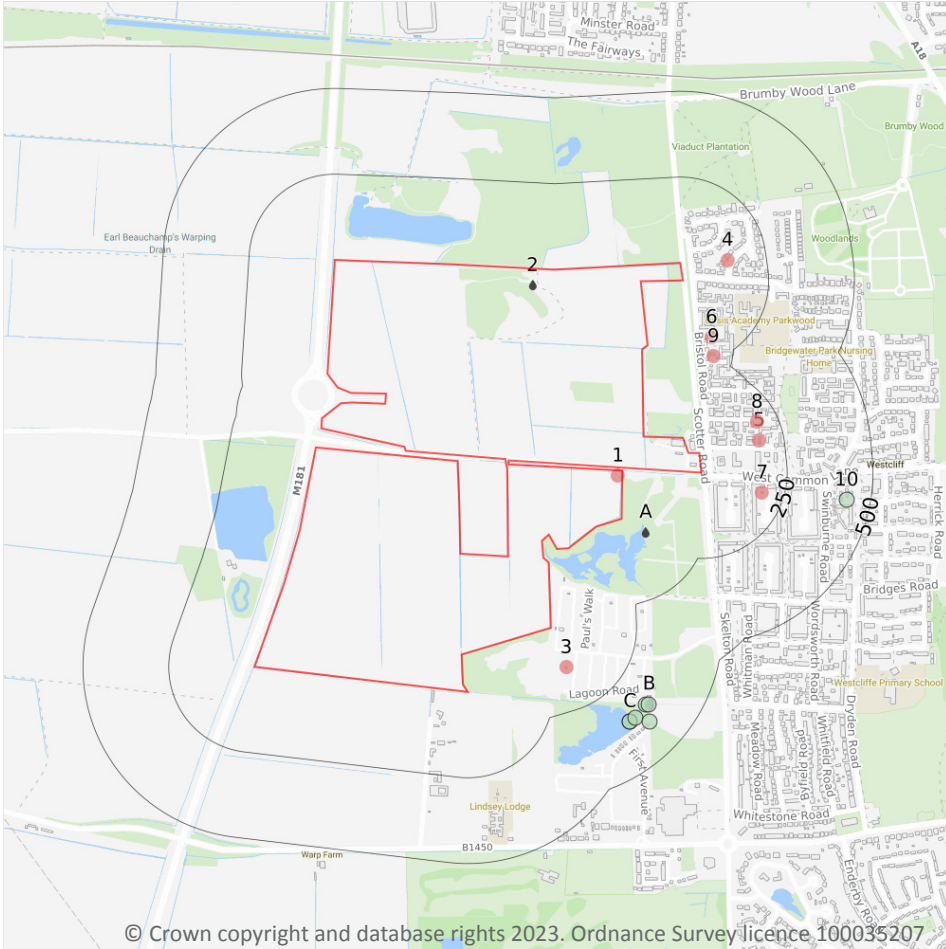 Minster Road
The Fairways
A18
Brumby Wood Lane
Brumby Wood
Viaduct Plantation
Earl Beauchamp's Warping
Drain
Woodlands
4
2
6
sis Academy Parkwood
9
Bridgewater Park Nursing
Home
Bristol Road
8
5
Scotter Road
1
M181
West Common
Westcliff
7
10
250
500
A
Swinburne Road
Herrick Road
Bridges Road
Paul's Walk
Skelton Road
Whitman Road
Wordsworth Road
3
Lagoon Road
B
C
Westcliffe Primary School
Dryden Road
First Avenue
Meadow Road
Byfield Road
Whitfield Road
Lindsey Lodge
Whitestone Road
B1450
Warp Farm
Enderby Road
© Crown copyright and database rights 2023. Ordnance Survey licence 100035207.